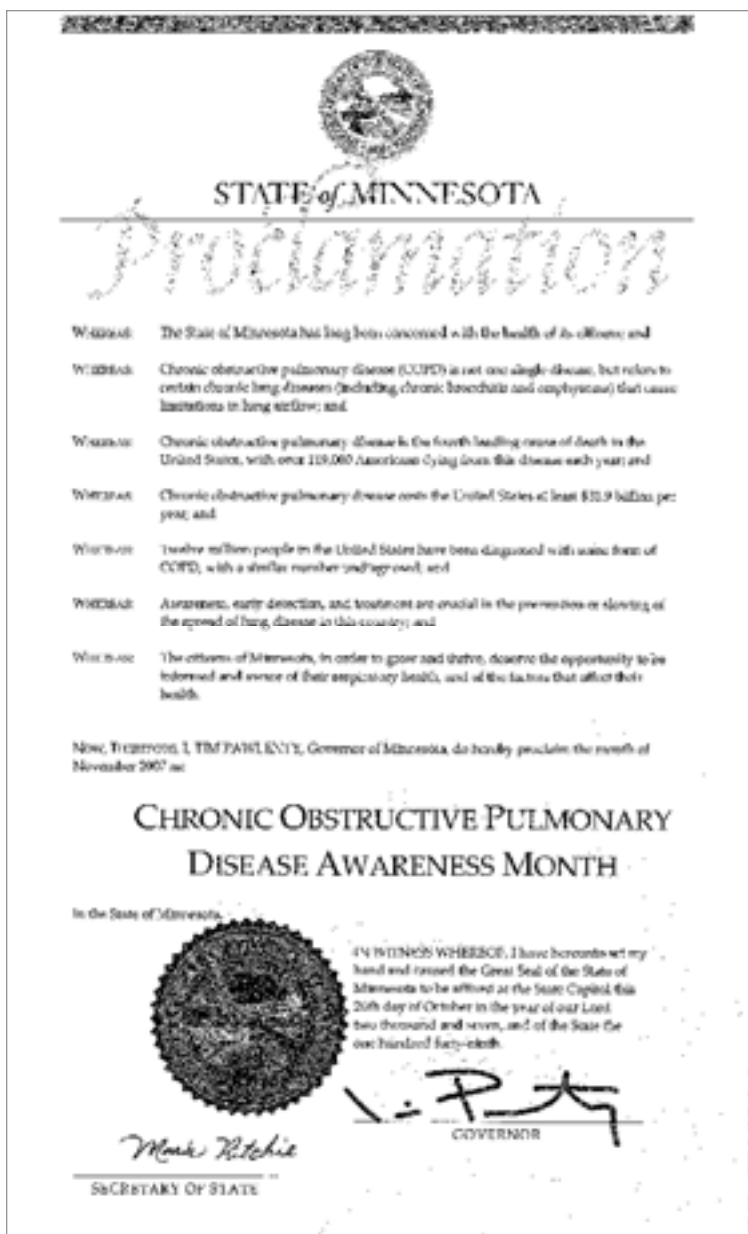 STATE of MINNESOTA
Proclamation
WHEREAS: The State of Minnesota has long been concerned with the health of its citizens; and
WHEREAS: Chronic obstructive pulmonary disease (COPD) is not one single disease, but refers to
certain chronic lung diseases (including chronic bronchitis and emphysema) that cause
limitations in lung airflow; and
WHEREAS: Chronic obstructive pulmonary disease is the fourth leading cause of death in the
United States, with over 119,000 Americans dying from this disease each year; and
WHEREAS: Chronic obstructive pulmonary disease costs the United States at least $31.9 billion per
year; and
WHEREAS: Twelve million people in the United States have been diagnosed with some form of
COPD, with a similar number undiagnosed; and
WHEREAS: Awareness, early detection, and treatment are crucial in the prevention or slowing of
the spread of lung disease in this country; and
WHEREAS: The citizens of Minnesota, in order to grow and thrive, deserve the opportunity to be
informed and aware of their respiratory health, and of the factors that affect their
health.
NOW, THEREFORE, I, TIM PAWLENTY, Governor of Minnesota, do hereby proclaim the month of
November 2007 as:
CHRONIC OBSTRUCTIVE PULMONARY
DISEASE AWARENESS MONTH
in the State of Minnesota.
IN WITNESS WHEREOF, I have hereunto set my
hand and caused the Great Seal of the State of
Minnesota to be affixed at the State Capitol this
day of October in the year of our Lord
two thousand and seven, and of the State the
one hundred forty-ninth.
GOVERNOR
Mark Ritchie
SECRETARY OF STATE